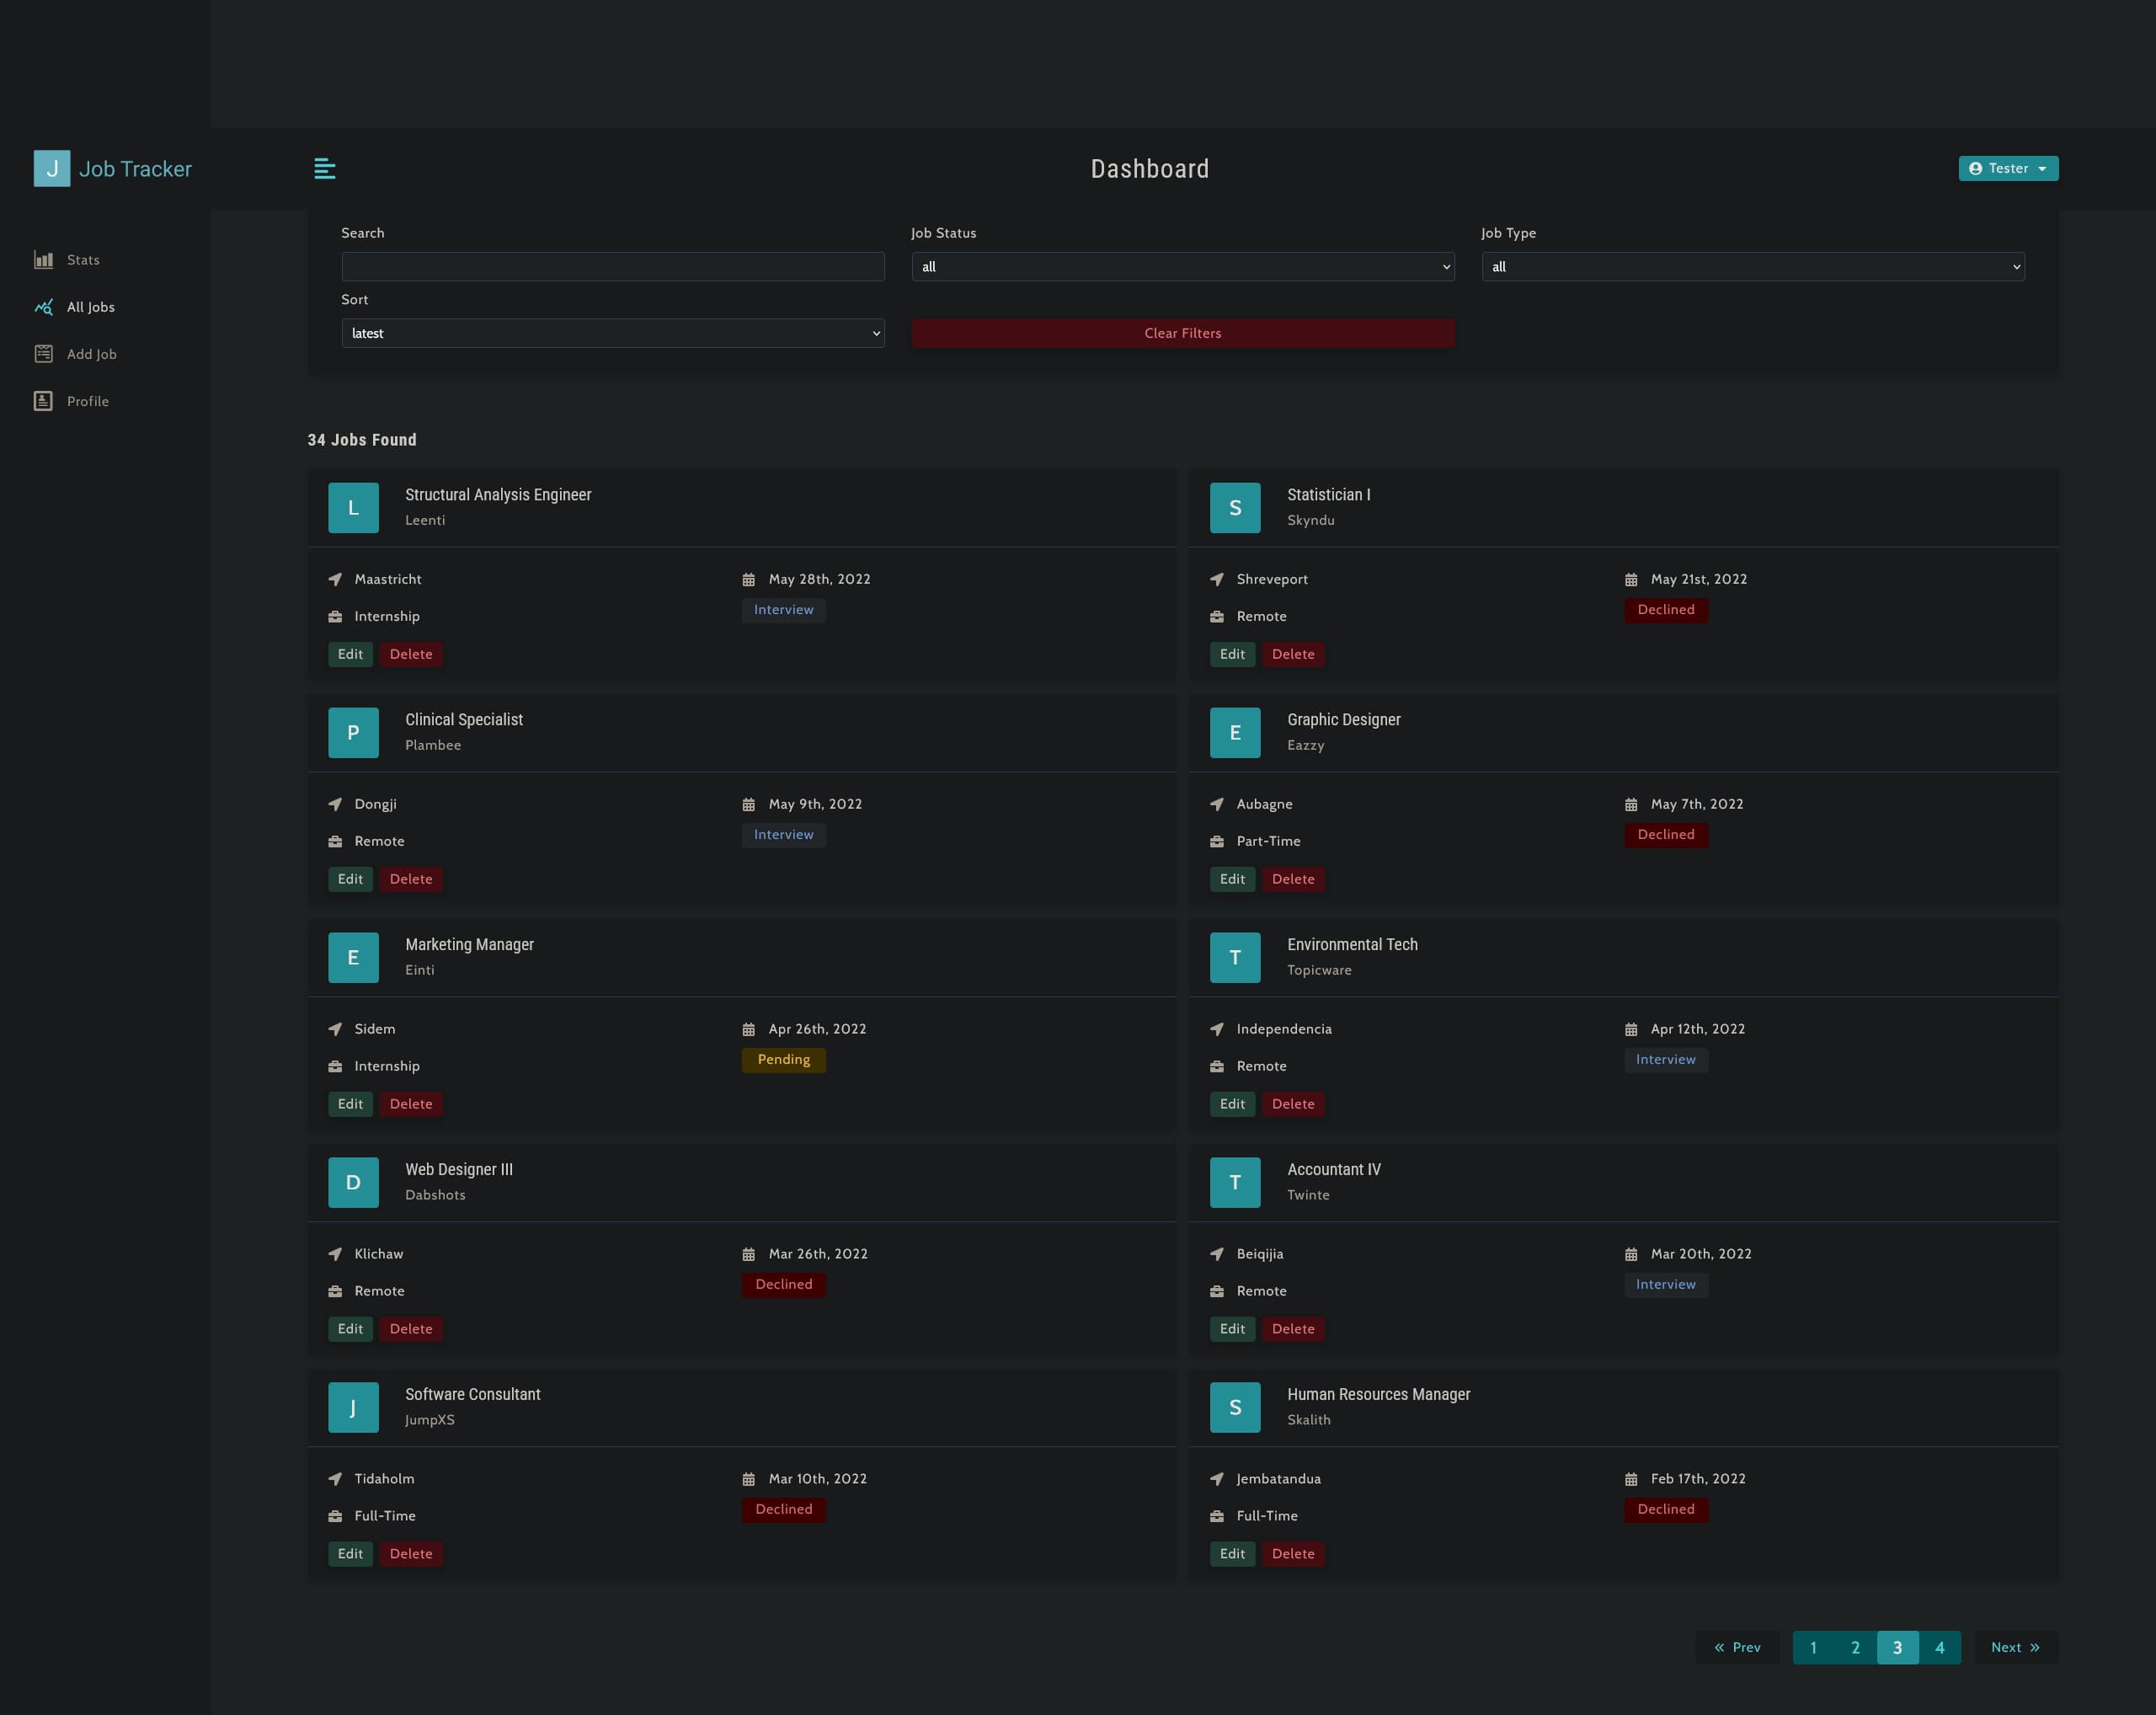 J Job Tracker
Dashboard
Tester
Stats
All Jobs
Add Job
Profile
Search
Job Status
Job Type
all
all
Sort
latest
Clear Filters
34 Jobs Found
L
Structural Analysis Engineer
Leenti
Maastricht
May 28th, 2022
Internship
Interview
Edit
Delete
S
Statistician I
Skyndu
Shreveport
May 21st, 2022
Remote
Declined
Edit
Delete
P
Clinical Specialist
Plambee
Dongji
May 9th, 2022
Remote
Interview
Edit
Delete
E
Graphic Designer
Eazzy
Aubagne
May 7th, 2022
Part-Time
Declined
Edit
Delete
E
Marketing Manager
Einti
Sidem
Apr 26th, 2022
Internship
Pending
Edit
Delete
T
Environmental Tech
Topicware
Independencia
Apr 12th, 2022
Remote
Interview
Edit
Delete
D
Web Designer III
Dabshots
Klichaw
Mar 26th, 2022
Remote
Declined
Edit
Delete
T
Accountant IV
Twinte
Beiqijia
Mar 20th, 2022
Remote
Interview
Edit
Delete
J
Software Consultant
JumpXS
Tidaholm
Mar 10th, 2022
Full-Time
Declined
Edit
Delete
S
Human Resources Manager
Skalith
Jembatandua
Feb 17th, 2022
Full-Time
Declined
Edit
Delete
« Prev 1 2 3 4 Next »